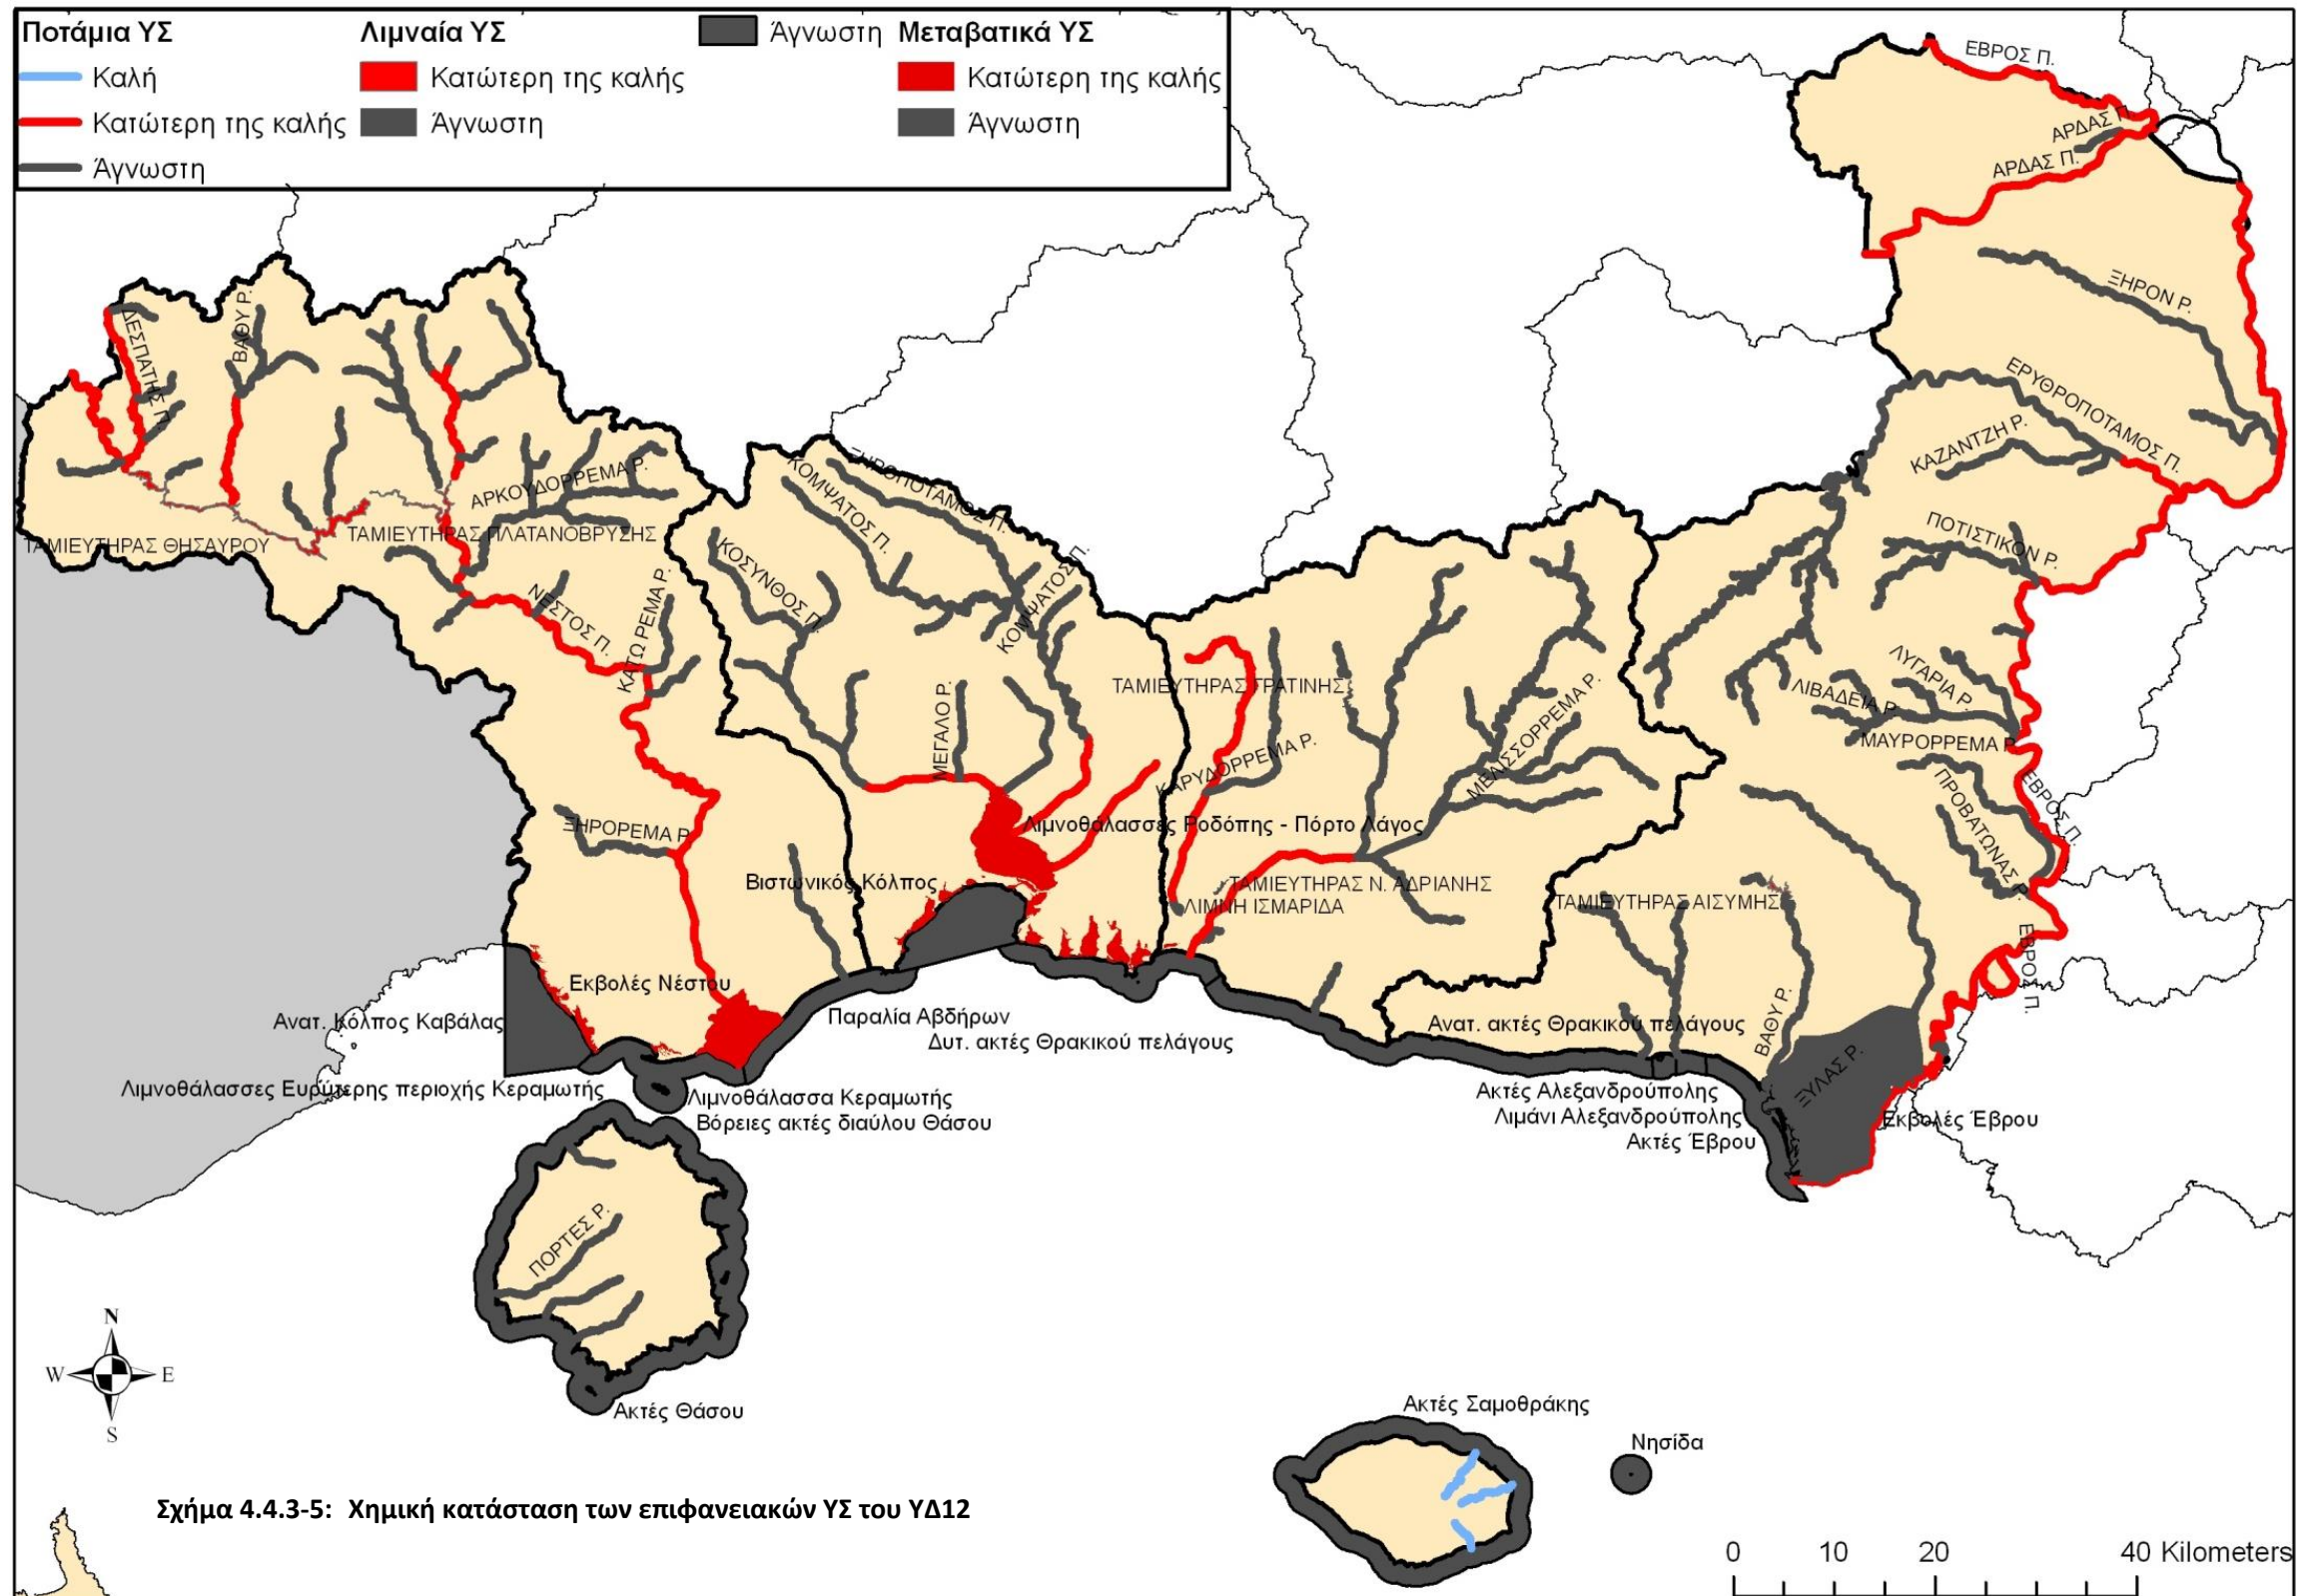 Ποτάμια ΥΣ
Καλή
Κατώτερη της καλής
Άγνωστη
Λιμναία ΥΣ
Κατώτερη της καλής
Άγνωστη
Άγνωστη
Μεταβατικά ΥΣ
Κατώτερη της καλής
Άγνωστη
ΕΒΡΟΣ Π.
ΑΡΔΑΣ Π.
ΑΡΔΑΣ Π.
ΞΗΡΟΝ Ρ.
ΔΕΣΠΑΤΗΣ Π.
ΒΑΘΥ Ρ.
ΕΡΥΘΡΟΠΟΤΑΜΟΣ Π.
ΚΑΖΑΝΤΖΗ Ρ.
ΑΡΚΟΥΔΟΡΡΕΜΑ Ρ.
ΞΗΡΟΠΟΤΑΜΟΣ Π.
ΚΟΜΨΑΤΟΣ Π.
ΤΑΜΙΕΥΤΗΡΑΣ ΘΗΣΑΥΡΟΥ
ΤΑΜΙΕΥΤΗΡΑΣ ΠΛΑΤΑΝΟΒΡΥΣΗΣ
ΠΟΤΙΣΤΙΚΟΝ Ρ.
ΚΟΣΥΝΘΟΣ Π.
ΚΟΜΨΑΤΟΣ Π.
ΝΕΣΤΟΣ Π.
ΚΑΤΩ ΡΕΜΑ Ρ.
ΤΑΜΙΕΥΤΗΡΑΣ ΓΡΑΤΙΝΗΣ
ΛΥΓΑΡΙΑ Ρ.
ΛΙΒΑΔΕΙΑ Ρ.
ΜΕΓΑΛΟ Ρ.
ΜΕΛΙΣΣΟΡΡΕΜΑ Ρ.
ΜΑΥΡΟΡΡΕΜΑ Ρ.
ΚΑΡΥΔΟΡΡΕΜΑ Ρ.
ΠΡΟΒΑΤΩΝΑΣ Ρ.
ΕΒΡΟΣ Π.
ΞΗΡΟΡΕΜΑ Ρ.
Λιμνοθάλασσες Ροδόπης - Πόρτο Λάγος
Βιστωνικός Κόλπος
ΤΑΜΙΕΥΤΗΡΑΣ Ν. ΑΔΡΙΑΝΗΣ
ΛΙΜΝΗ ΙΣΜΑΡΙΔΑ
ΤΑΜΙΕΥΤΗΡΑΣ ΑΙΣΥΜΗΣ
ΕΒΡΟΣ Π.
Εκβολές Νέστου
Ανατ. Κόλπος Καβάλας
Παραλία Αβδήρων
Δυτ. ακτές Θρακικού πελάγους
Ανατ. ακτές Θρακικού πελάγους
ΒΑΘΥ Ρ.
ΞΥΛΑΣ Ρ.
Λιμνοθάλασσες Ευρύτερης περιοχής Κεραμωτής
Λιμνοθάλασσα Κεραμωτής
Βόρειες ακτές διαύλου Θάσου
Ακτές Αλεξανδρούπολης
Λιμάνι Αλεξανδρούπολης
Ακτές Έβρου
Εκβολές Έβρου
ΠΟΡΤΕΣ Ρ.
N
W E
S
Ακτές Θάσου
Ακτές Σαμοθράκης
Νησίδα
Σχήμα 4.4.3-5: Χημική κατάσταση των επιφανειακών ΥΣ του ΥΔ12
0 10 20 40 Kilometers